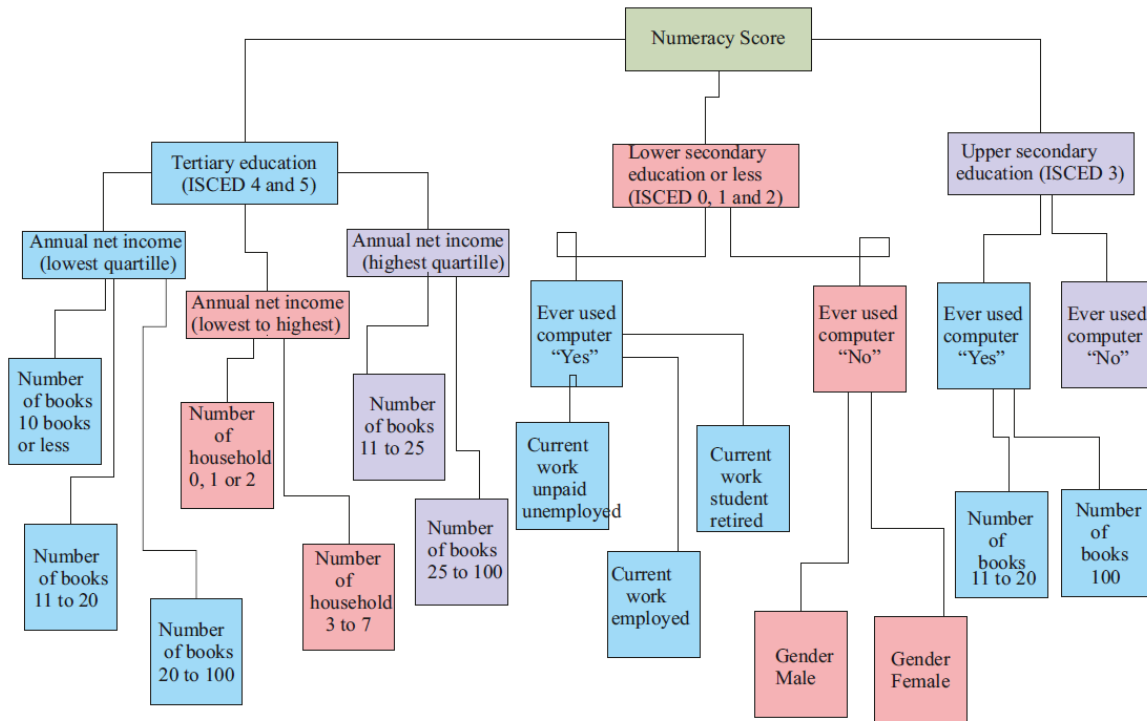 Numeracy Score
Tertiary education
(ISCED 4 and 5)
Lower secondary
education or less
(ISCED 0, 1 and 2)
Upper secondary
education (ISCED 3)
Annual net income
(lowest quartille)
Annual net income
(lowest to highest)
Annual net income
(highest quartille)
Ever used
computer
“Yes”
Ever used
computer
“No”
Ever used
computer
“Yes”
Ever used
computer
“No”
Number
of books
10 books
or less
Number
of books
11 to 20
Number
of books
20 to 100
Number
of
household
0, 1 or 2
Number
of
household
3 to 7
Number
of books
11 to 25
Number
of books
25 to 100
Current
work
unpaid
unemployed
Current
work
employed
Current
work
student
retired
Gender
Male
Gender
Female
Number
of
books
11 to 20
Number
of
books
100